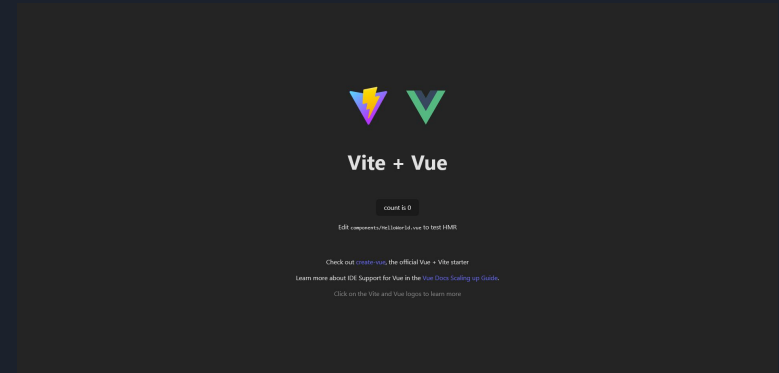 Vite + Vue
count is 0
Edit components/HelloWorld.vue to test HMR
Check out create-vue, the official Vue + Vite starter
Learn more about IDE Support for Vue in the Vue Docs Scaling up Guide.
Click on the Vite and Vue logos to learn more